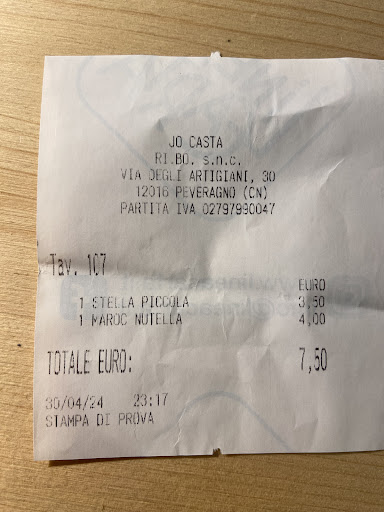 JO CASTA
RI.BO. s.n.c.
VIA DEGLI ARTIGIANI, 30
12016 PEVERAGNO (CN)
PARTITA IVA 02797990047
Tav. 107
EURO
1 STELLA PICCOLA 3,50
1 MAROC NUTELLA 4,00
TOTALE EURO: 7,50
30/04/24 23:17
STAMPA DI PROVA